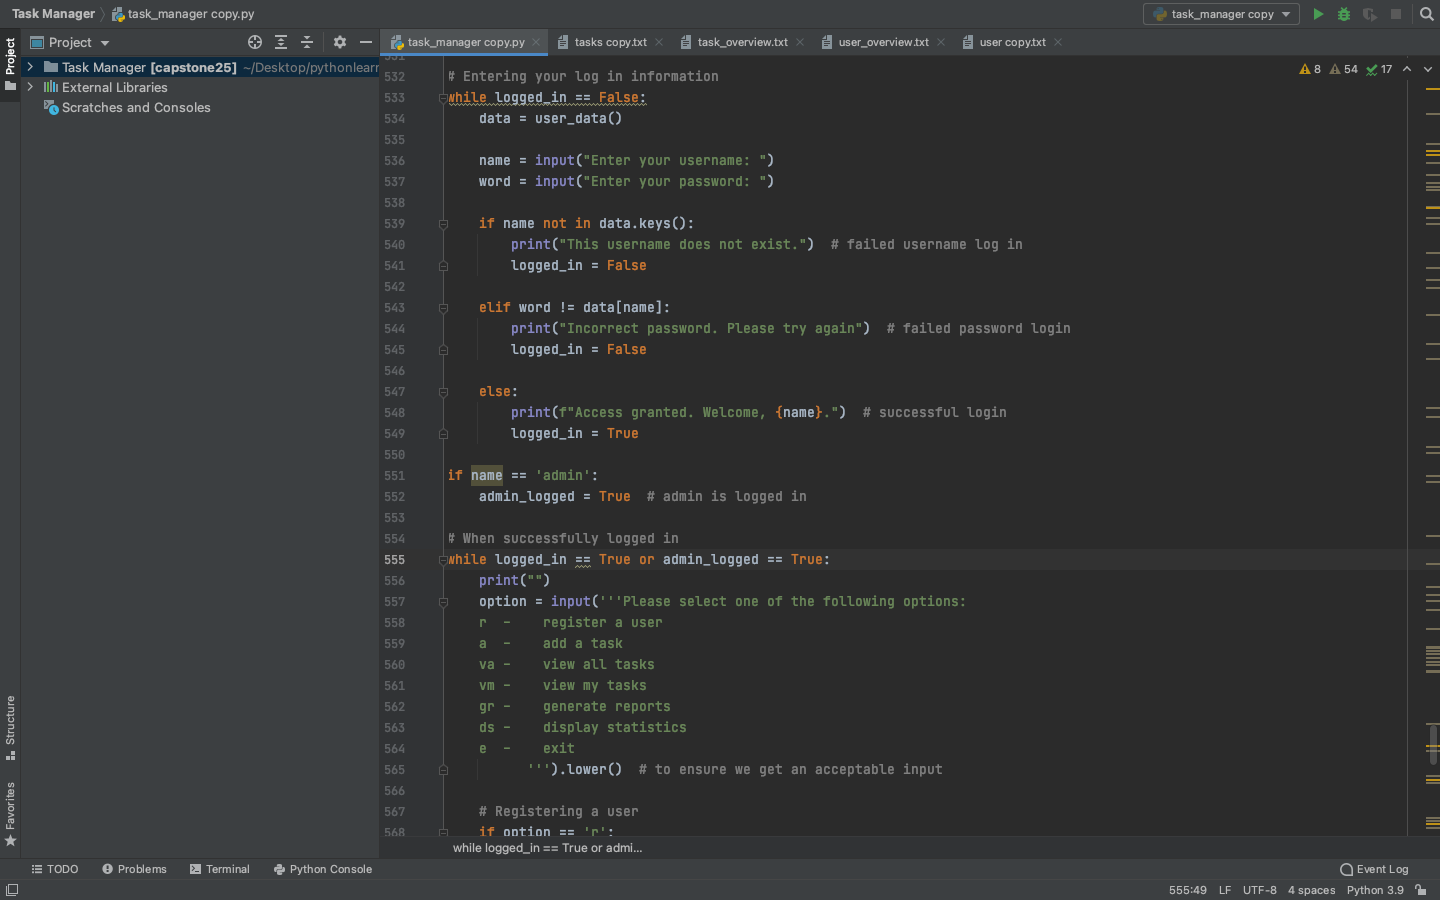 Task Manager
task_manager copy.py
task_manager copy
Project
Project
task_manager copy.py
tasks copy.txt
task_overview.txt
user_overview.txt
user copy.txt
Task Manager [capstone25] ~/Desktop/pythonlearr
External Libraries
Scratches and Consoles
8 54 17
531
532 # Entering your log in information
533 while logged_in == False:
534     data = user_data()
535
536     name = input("Enter your username: ")
537     word = input("Enter your password: ")
538
539     if name not in data.keys():
540         print("This username does not exist.")  # failed username log in
541         logged_in = False
542
543     elif word != data[name]:
544         print("Incorrect password. Please try again")  # failed password login
545         logged_in = False
546
547     else:
548         print(f"Access granted. Welcome, {name}.")  # successful login
549         logged_in = True
550
551 if name == 'admin':
552     admin_logged = True  # admin is logged in
553
554 # When successfully logged in
555 while logged_in == True or admin_logged == True:
556     print("")
557     option = input('''Please select one of the following options:
558     r  -    register a user
559     a  -    add a task
560     va -    view all tasks
561     vm -    view my tasks
562     gr -    generate reports
563     ds -    display statistics
564     e  -    exit
565           ''').lower()  # to ensure we get an acceptable input
566
567     # Registering a user
568     if option == 'r':
Structure
Favorites
while logged_in == True or admi...
TODO
Problems
Terminal
Python Console
Event Log
555:49 LF UTF-8 4 spaces Python 3.9